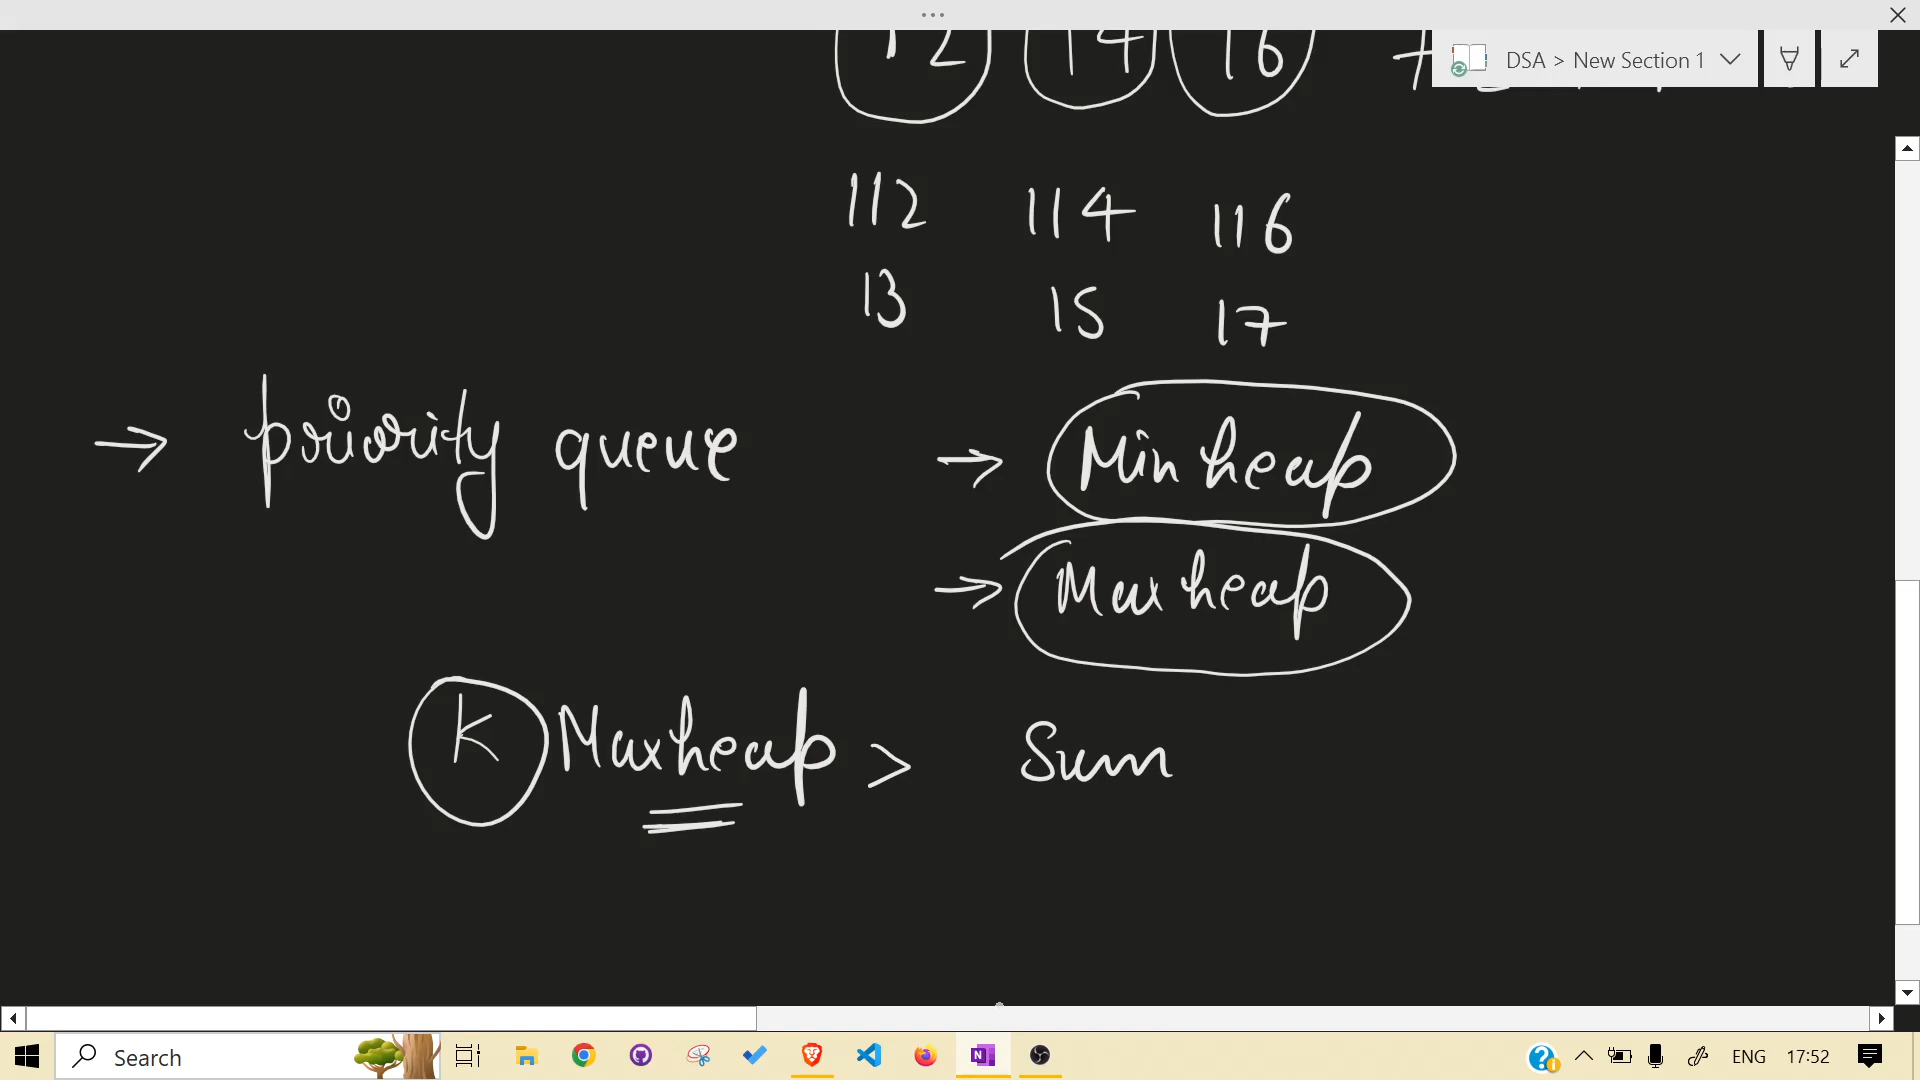 12 14 16
DSA > New Section 1
112 114 116
13 15 17
→ priority queue → Min heap
→ Max heap
K Maxheap > Sum
Search
ENG 17:52